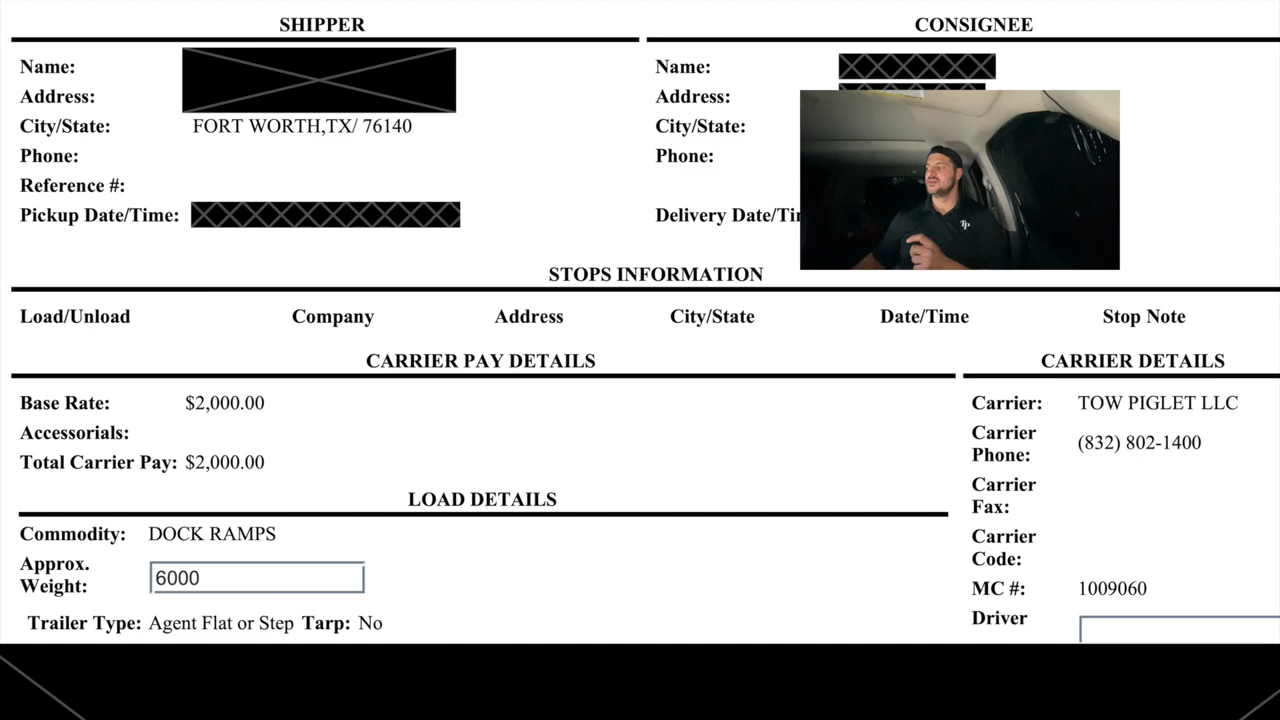 SHIPPER
CONSIGNEE
Name:
Name:
Address:
Address:
City/State: FORT WORTH,TX/ 76140
City/State:
Phone:
Phone:
Reference #:
Pickup Date/Time:
Delivery Date/Ti
TP
STOPS INFORMATION
Load/Unload Company Address City/State Date/Time Stop Note
CARRIER PAY DETAILS
Base Rate: $2,000.00
Accessorials:
Total Carrier Pay: $2,000.00
LOAD DETAILS
Commodity: DOCK RAMPS
Approx.
Weight: 6000
Trailer Type: Agent Flat or Step Tarp: No
CARRIER DETAILS
Carrier: TOW PIGLET LLC
Carrier
Phone: (832) 802-1400
Carrier
Fax:
Carrier
Code:
MC #: 1009060
Driver